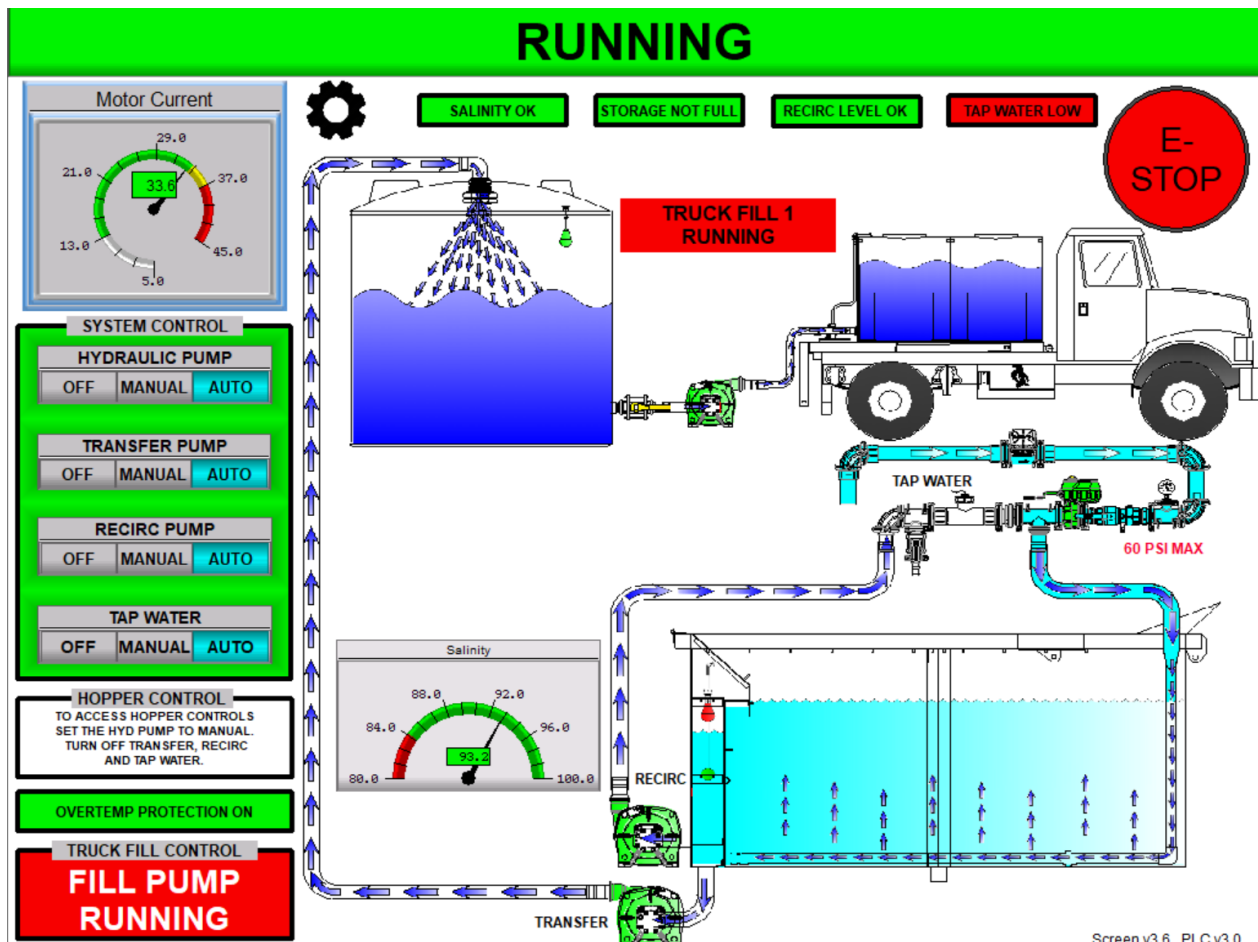 RUNNING
Motor Current
29.0
21.0
33.6
37.0
13.0
45.0
5.0
SALINITY OK
STORAGE NOT FULL
RECIRC LEVEL OK
TAP WATER LOW
E-
STOP
TRUCK FILL 1
RUNNING
SYSTEM CONTROL
HYDRAULIC PUMP
OFF MANUAL AUTO
TRANSFER PUMP
OFF MANUAL AUTO
RECIRC PUMP
OFF MANUAL AUTO
TAP WATER
OFF MANUAL AUTO
HOPPER CONTROL
TO ACCESS HOPPER CONTROLS
SET THE HYD PUMP TO MANUAL.
TURN OFF TRANSFER, RECIRC
AND TAP WATER.
OVERTEMP PROTECTION ON
TRUCK FILL CONTROL
FILL PUMP
RUNNING
TAP WATER
60 PSI MAX
Salinity
88.0
92.0
84.0
96.0
93.2
80.0
100.0
RECIRC
TRANSFER
Screen v3.6 PLC v3.0